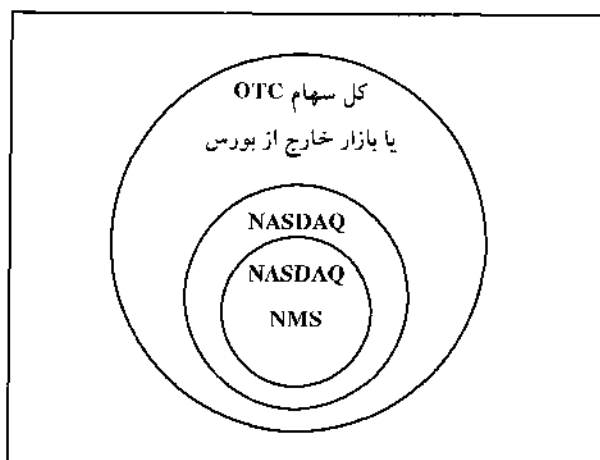 کل سهام OTC
یا بازار خارج از بورس
NASDAQ
NASDAQ
NMS